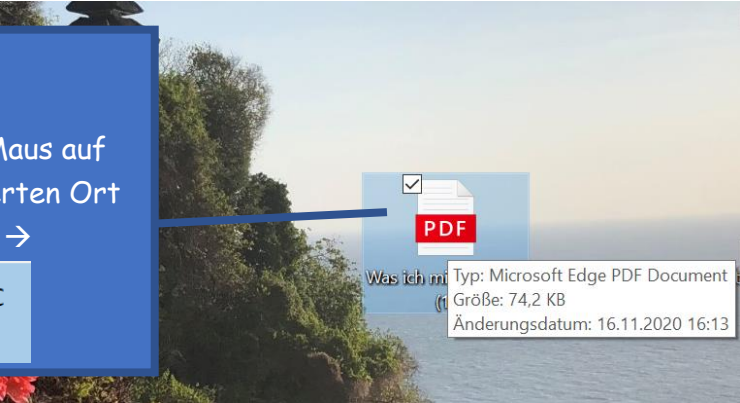 Maus auf
rten Ort
→
PDF
Was ich mi
Typ: Microsoft Edge PDF Document
Größe: 74,2 KB
Änderungsdatum: 16.11.2020 16:13